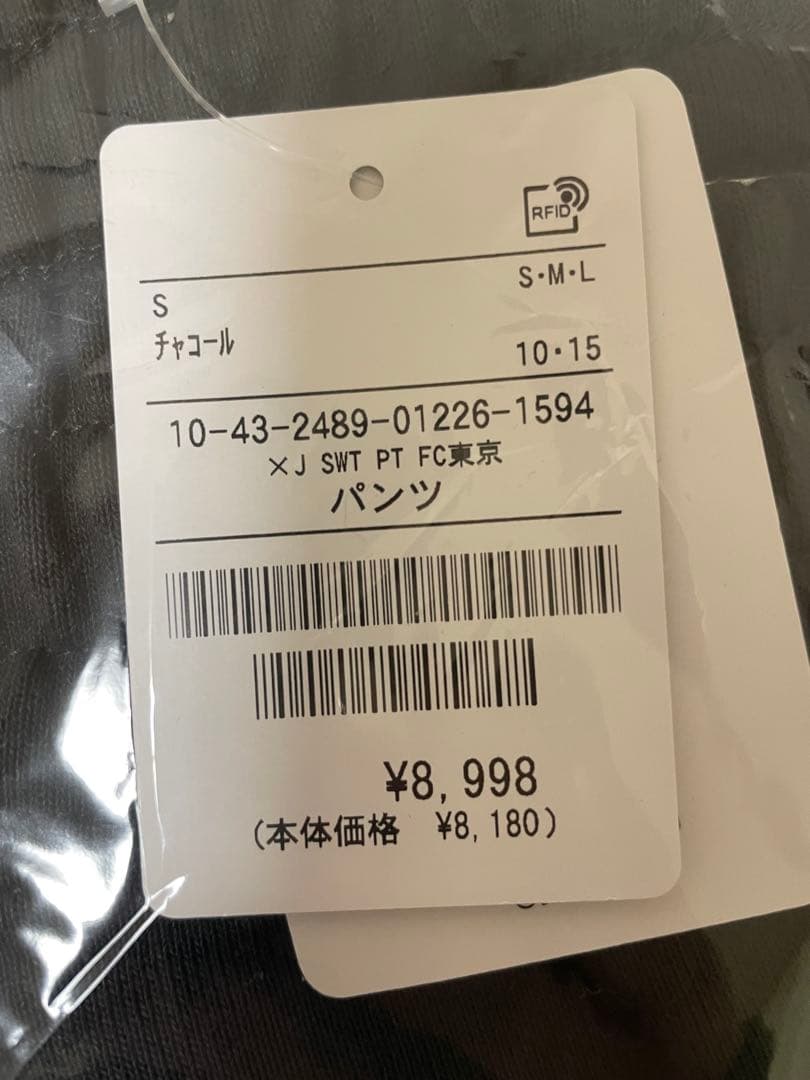 RFID
S S・M・L
チャコール 10・15
10-43-2489-01226-1594
×J SWT PT FC東京
パンツ
¥8,998
(本体価格 ¥8,180)